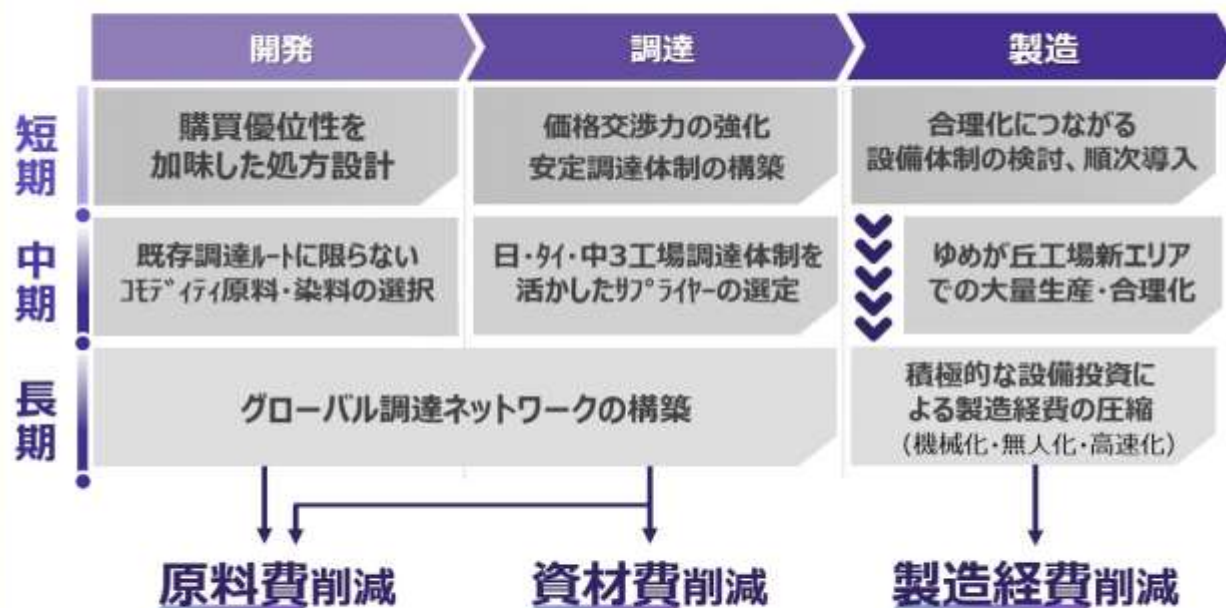 開発
調達
製造
短期
購買優位性を
加味した処方設計
価格交渉力の強化
安定調達体制の構築
合理化につながる
設備体制の検討、順次導入
中期
既存調達ﾙｰﾄに限らない
ｺﾓﾃﾞｨﾃｨ原料・染料の選択
日・ﾀｲ・中3工場調達体制を
活かしたｻﾌﾟﾗｲﾔｰの選定
ゆめが丘工場新エリア
での大量生産・合理化
長期
グローバル調達ネットワークの構築
積極的な設備投資に
よる製造経費の圧縮
（機械化・無人化・高速化）
原料費削減
資材費削減
製造経費削減